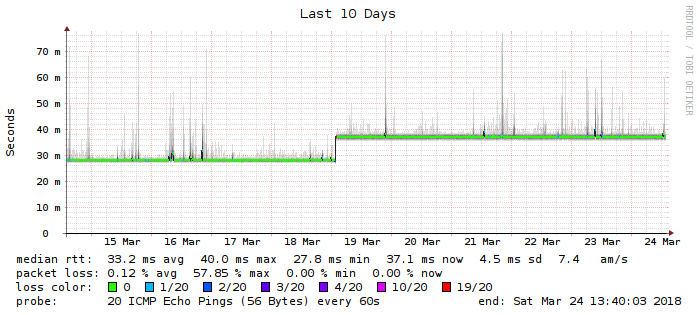 Last 10 Days
RRDTOOL / TOBI OETIKER
Seconds
70 m
60 m
50 m
40 m
30 m
20 m
10 m
0
15 Mar 16 Mar 17 Mar 18 Mar 19 Mar 20 Mar 21 Mar 22 Mar 23 Mar 24 Mar
median rtt: 33.2 ms avg 40.0 ms max 27.8 ms min 37.1 ms now 4.5 ms sd 7.4 am/s
packet loss: 0.12 % avg 57.85 % max 0.00 % min 0.00 % now
loss color: 0 1/20 2/20 3/20 4/20 10/20 19/20
probe: 20 ICMP Echo Pings (56 Bytes) every 60s end: Sat Mar 24 13:40:03 2018